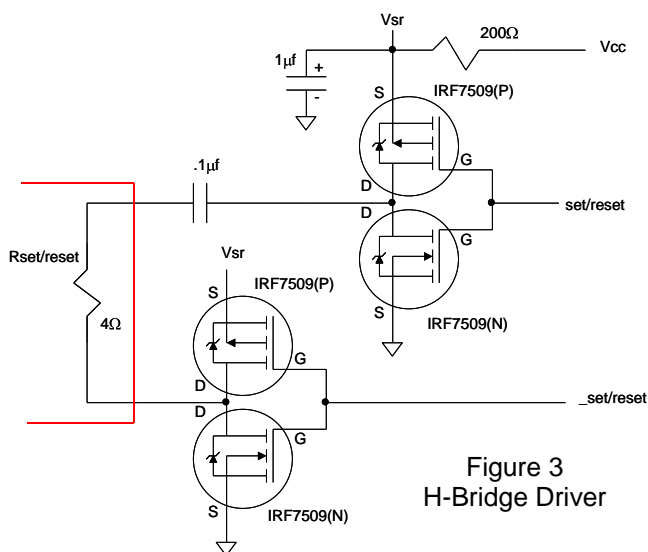 Vsr
200Ω
Vcc
1µf
+
-
S
IRF7509(P)
G
D
.1µf
D
set/reset
G
Rset/reset
Vsr
S
IRF7509(N)
S
IRF7509(P)
4Ω
G
D
D
_set/reset
G
S
IRF7509(N)
Figure 3
H-Bridge Driver